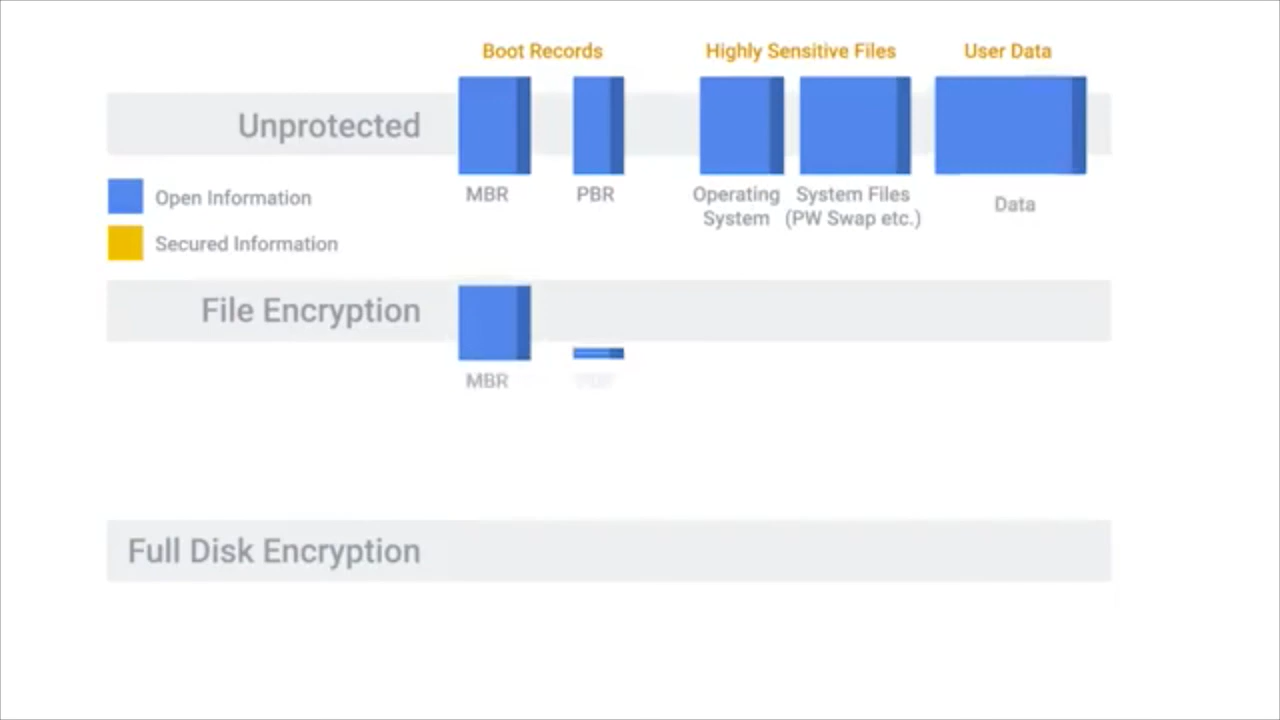 Boot Records
Highly Sensitive Files
User Data
Unprotected
MBR
PBR
Operating
System
System Files
(PW Swap etc.)
Data
Open Information
Secured Information
File Encryption
MBR
Full Disk Encryption